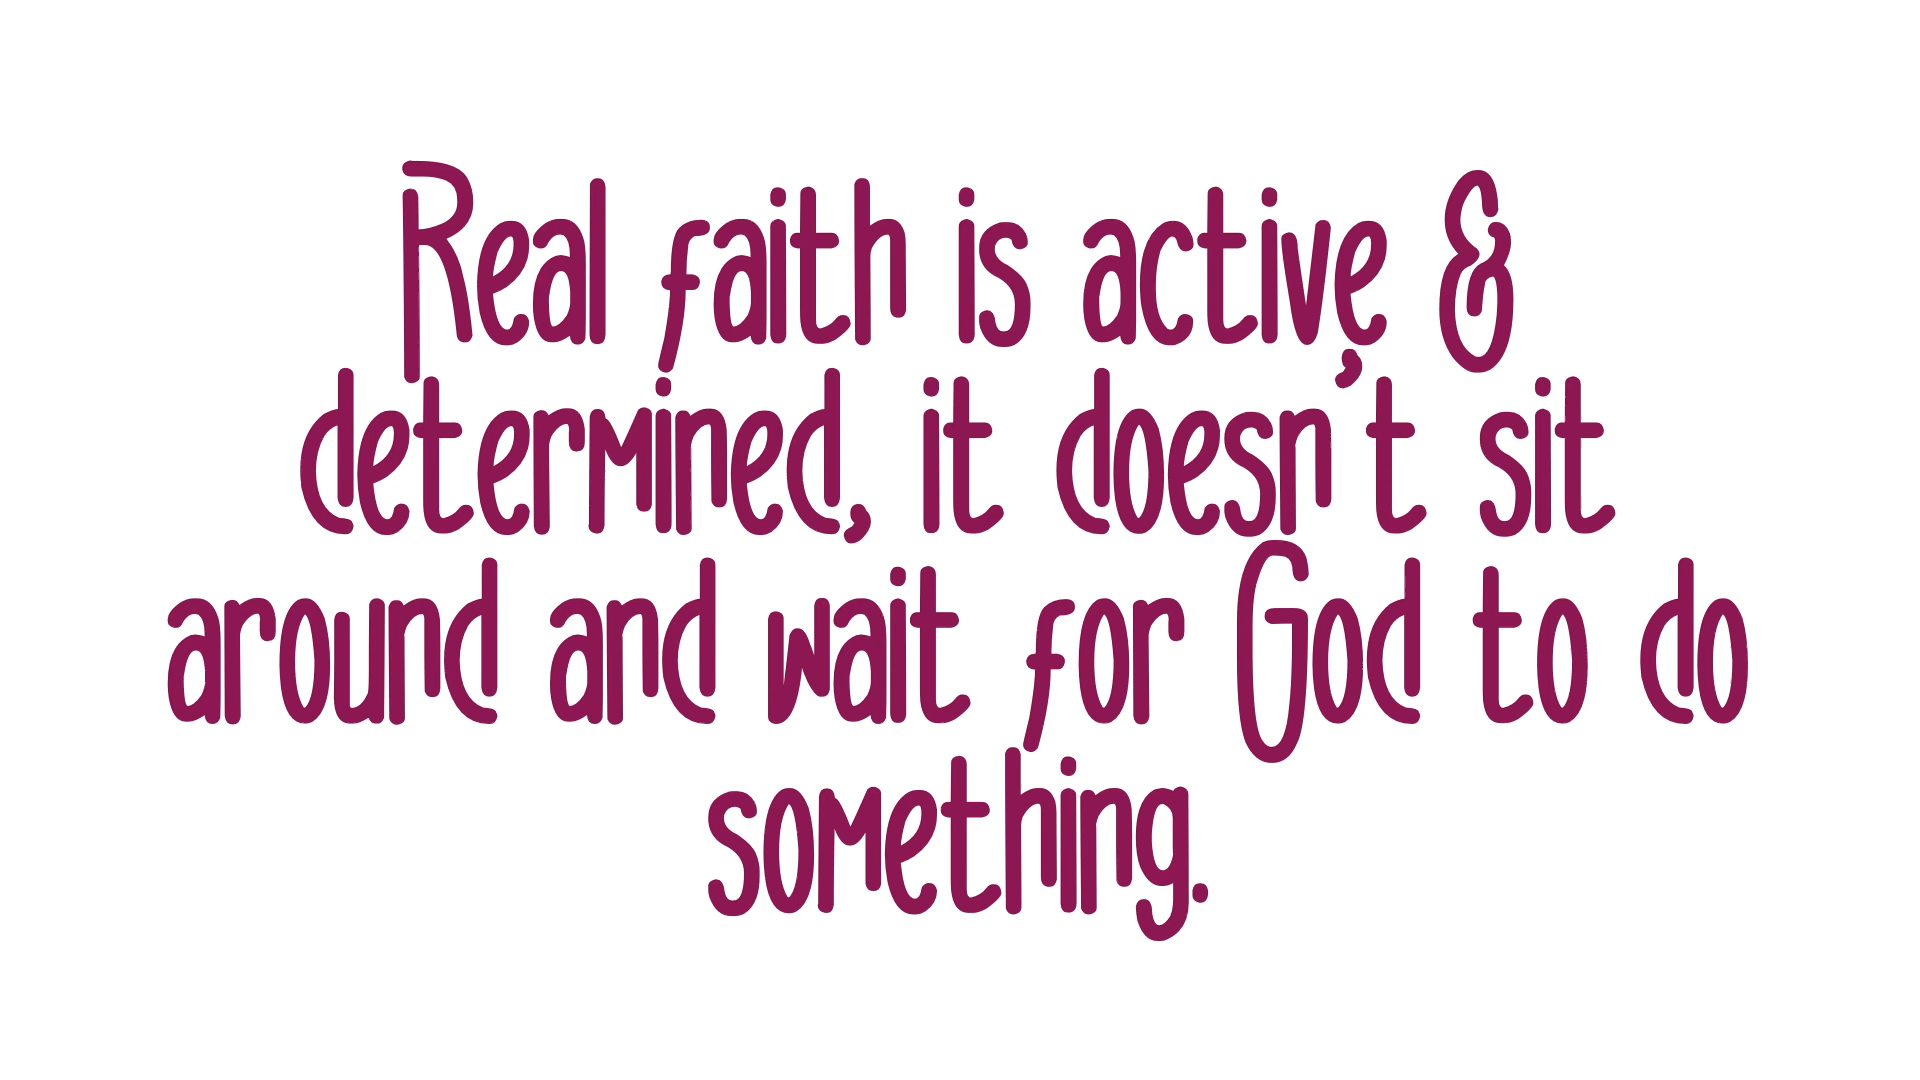 Real faith is active &
determined, it doesn't sit
around and wait for God to do
something.